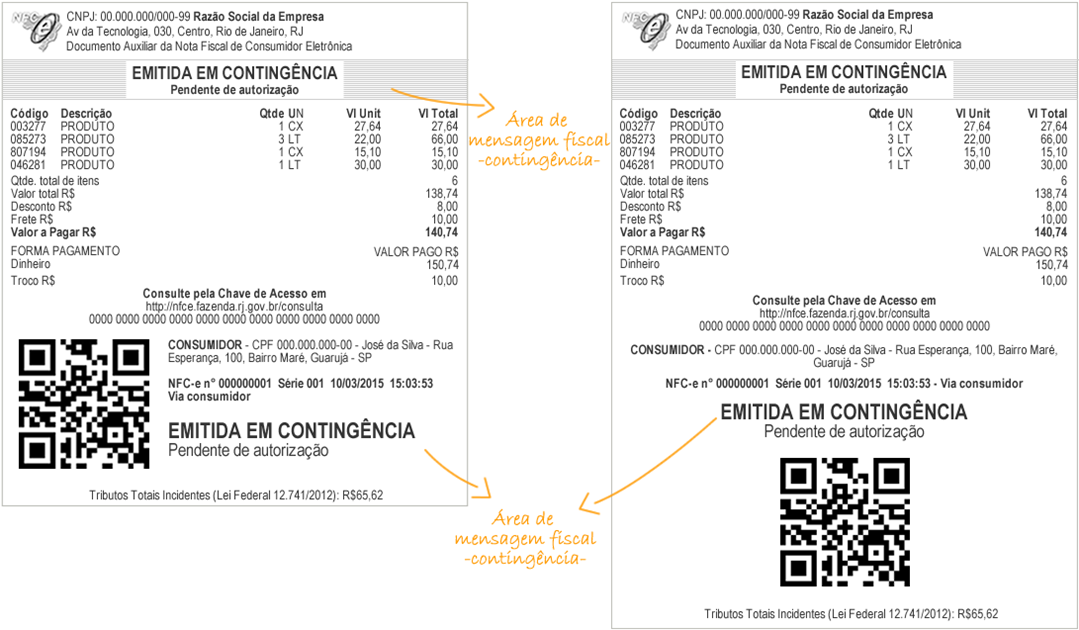 NFC e
CNPJ: 00.000.000/000-99 Razão Social da Empresa
Av da Tecnologia, 030, Centro, Rio de Janeiro, RJ
Documento Auxiliar da Nota Fiscal de Consumidor Eletrônica
EMITIDA EM CONTINGÊNCIA
Pendente de autorização
Código Descrição Qtde UN Vl Unit Vl Total
003277 PRODUTO 1 CX 27,64 27,64
085273 PRODUTO 3 LT 22,00 66,00
807194 PRODUTO 1 CX 15,10 15,10
046281 PRODUTO 1 LT 30,00 30,00
Qtde. total de itens 6
Valor total R$ 138,74
Desconto R$ 8,00
Frete R$ 10,00
Valor a Pagar R$ 140,74
FORMA PAGAMENTO VALOR PAGO R$
Dinheiro 150,74
Troco R$ 10,00
Consulte pela Chave de Acesso em
http://nfce.fazenda.rj.gov.br/consulta
0000 0000 0000 0000 0000 0000 0000 0000 0000 0000 0000
CONSUMIDOR - CPF 000.000.000-00 - José da Silva - Rua
Esperança, 100, Bairro Maré, Guarujá - SP
NFC-e nº 000000001 Série 001 10/03/2015 15:03:53
Via consumidor
EMITIDA EM CONTINGÊNCIA
Pendente de autorização
Tributos Totais Incidentes (Lei Federal 12.741/2012): R$65,62
Área de
mensagem fiscal
-contingência-
Área de
mensagem fiscal
-contingência-
NFC e
CNPJ: 00.000.000/000-99 Razão Social da Empresa
Av da Tecnologia, 030, Centro, Rio de Janeiro, RJ
Documento Auxiliar da Nota Fiscal de Consumidor Eletrônica
EMITIDA EM CONTINGÊNCIA
Pendente de autorização
Código Descrição Qtde UN Vl Unit Vl Total
003277 PRODUTO 1 CX 27,64 27,64
085273 PRODUTO 3 LT 22,00 66,00
807194 PRODUTO 1 CX 15,10 15,10
046281 PRODUTO 1 LT 30,00 30,00
Qtde. total de itens 6
Valor total R$ 138,74
Desconto R$ 8,00
Frete R$ 10,00
Valor a Pagar R$ 140,74
FORMA PAGAMENTO VALOR PAGO R$
Dinheiro 150,74
Troco R$ 10,00
Consulte pela Chave de Acesso em
http://nfce.fazenda.rj.gov.br/consulta
0000 0000 0000 0000 0000 0000 0000 0000 0000 0000 0000
CONSUMIDOR - CPF 000.000.000-00 - José da Silva - Rua Esperança, 100, Bairro Maré,
Guarujá - SP
NFC-e nº 000000001 Série 001 10/03/2015 15:03:53 - Via consumidor
EMITIDA EM CONTINGÊNCIA
Pendente de autorização
Tributos Totais Incidentes (Lei Federal 12.741/2012): R$65,62